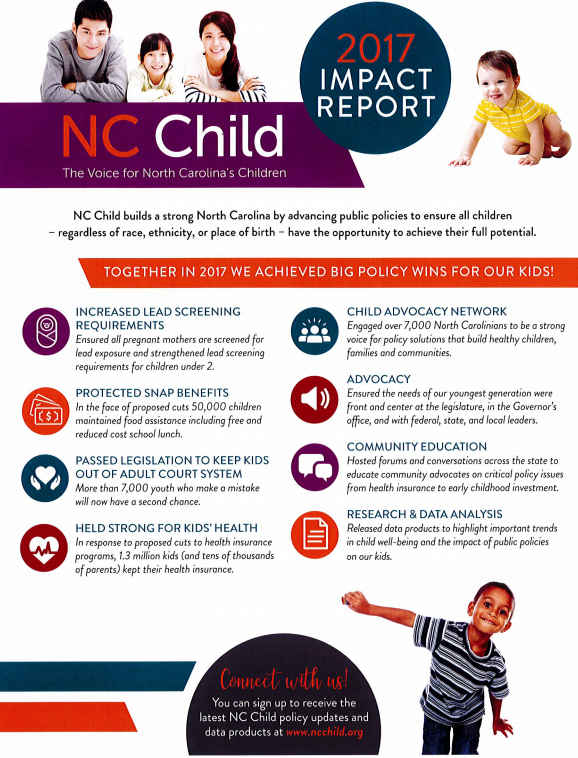 2017
IMPACT
REPORT
NC Child
The Voice for North Carolina's Children
NC Child builds a strong North Carolina by advancing public policies to ensure all children
– regardless of race, ethnicity, or place of birth – have the opportunity to achieve their full potential.
TOGETHER IN 2017 WE ACHIEVED BIG POLICY WINS FOR OUR KIDS!
INCREASED LEAD SCREENING
REQUIREMENTS
Ensured all pregnant mothers are screened for
lead exposure and strengthened lead screening
requirements for children under 2.
PROTECTED SNAP BENEFITS
In the face of proposed cuts 50,000 children
maintained food assistance including free and
reduced cost school lunch.
PASSED LEGISLATION TO KEEP KIDS
OUT OF ADULT COURT SYSTEM
More than 7,000 youth who make a mistake
will now have a second chance.
HELD STRONG FOR KIDS' HEALTH
In response to proposed cuts to health insurance
programs, 1.3 million kids (and tens of thousands
of parents) kept their health insurance.
CHILD ADVOCACY NETWORK
Engaged over 7,000 North Carolinians to be a strong
voice for policy solutions that build healthy children,
families and communities.
ADVOCACY
Ensured the needs of our youngest generation were
front and center at the legislature, in the Governor's
office, and with federal, state, and local leaders.
COMMUNITY EDUCATION
Hosted forums and conversations across the state to
educate community advocates on critical policy issues
from health insurance to early childhood investment.
RESEARCH & DATA ANALYSIS
Released data products to highlight important trends
in child well-being and the impact of public policies
on our kids.
Connect with us!
You can sign up to receive the
latest NC Child policy updates and
data products at www.ncchild.org